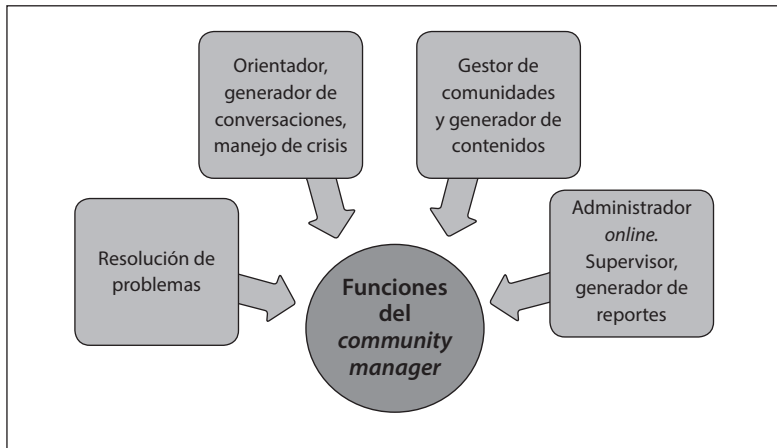 Orientador,
generador de
conversaciones,
manejo de crisis
Gestor de
comunidades
y generador de
contenidos
Resolución de
problemas
Administrador
online.
Supervisor,
generador de
reportes
Funciones
del
community
manager